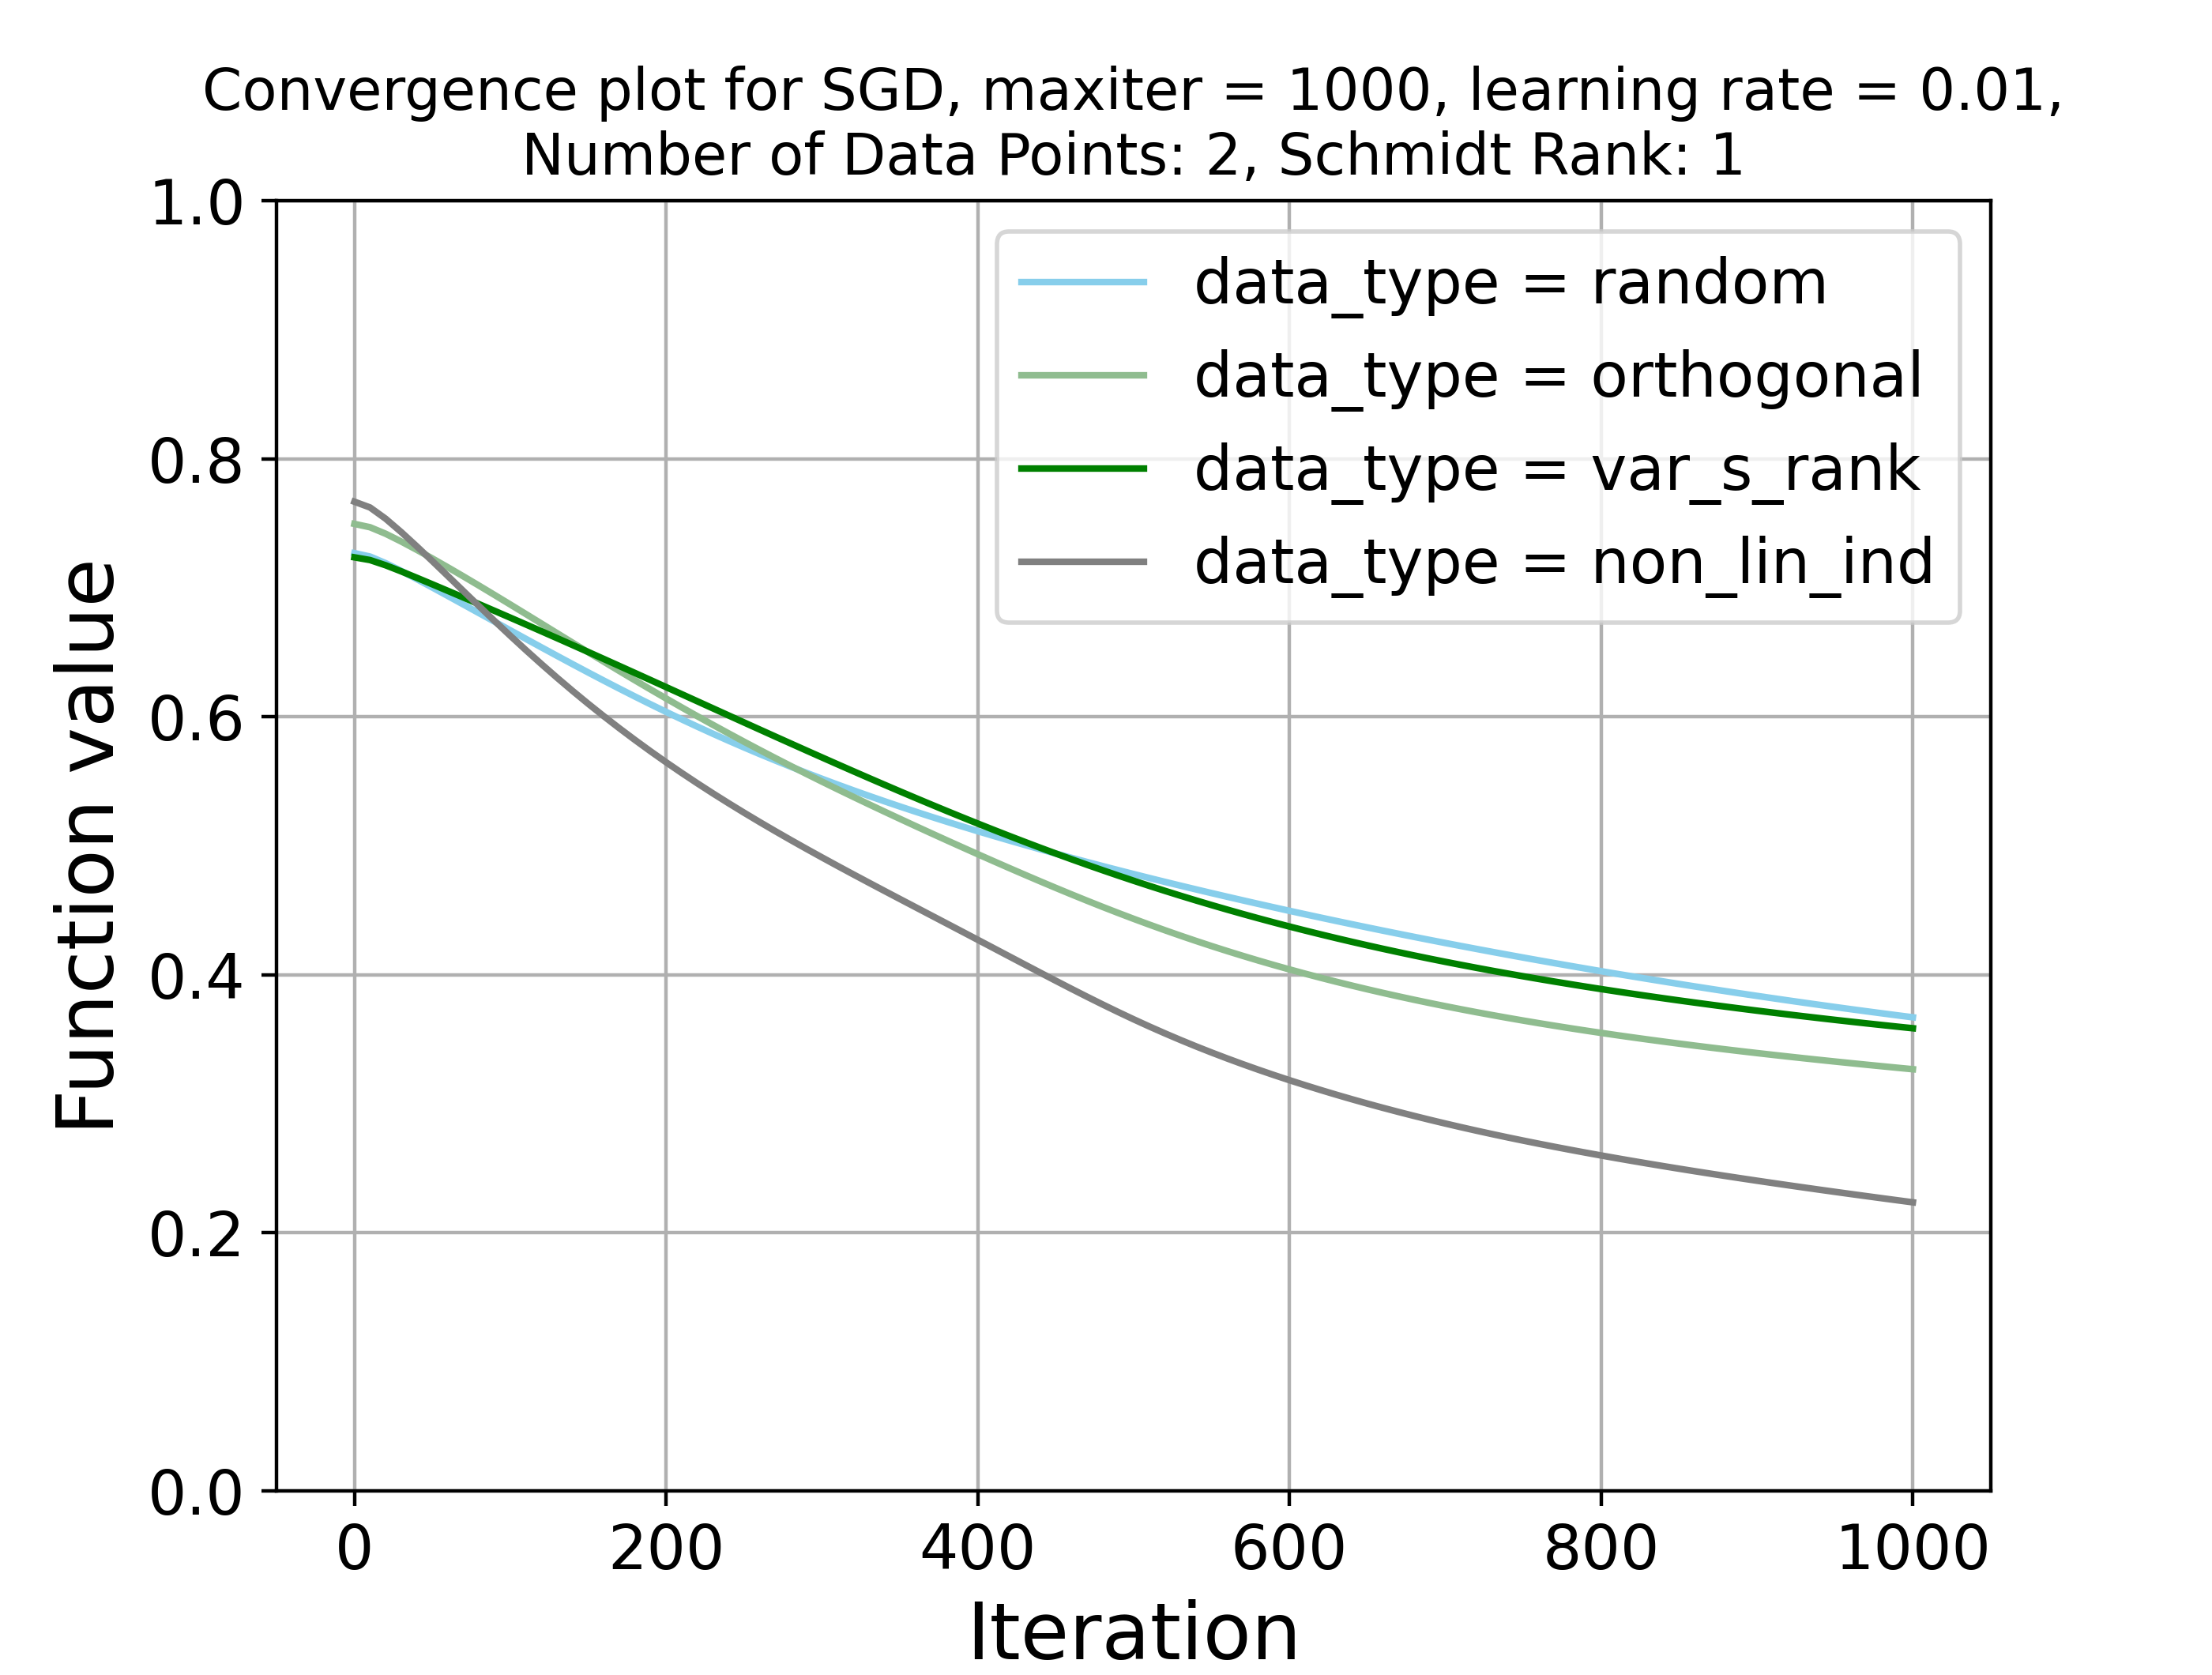 Convergence plot for SGD, maxiter = 1000, learning rate = 0.01,
Number of Data Points: 2, Schmidt Rank: 1
1.0
0.8
0.6
0.4
0.2
0.0
Function value
data_type = random
data_type = orthogonal
data_type = var_s_rank
data_type = non_lin_ind
0 200 400 600 800 1000
Iteration